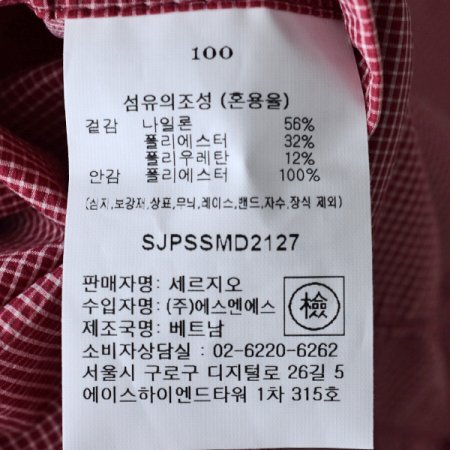 100
섬유의조성 (혼용율)
겉감 나일론 56%
폴리에스터 32%
폴리우레탄 12%
안감 폴리에스터 100%
(심지,보강재,상표,무늬,레이스,밴드,자수,장식 제외)
SJPSSMD2127
판매자명: 세르지오
수입자명: (주)에스엔에스
제조국명: 베트남
檢
소비자상담실 : 02-6220-6262
서울시 구로구 디지털로 26길 5
에이스하이엔드타워 1차 315호